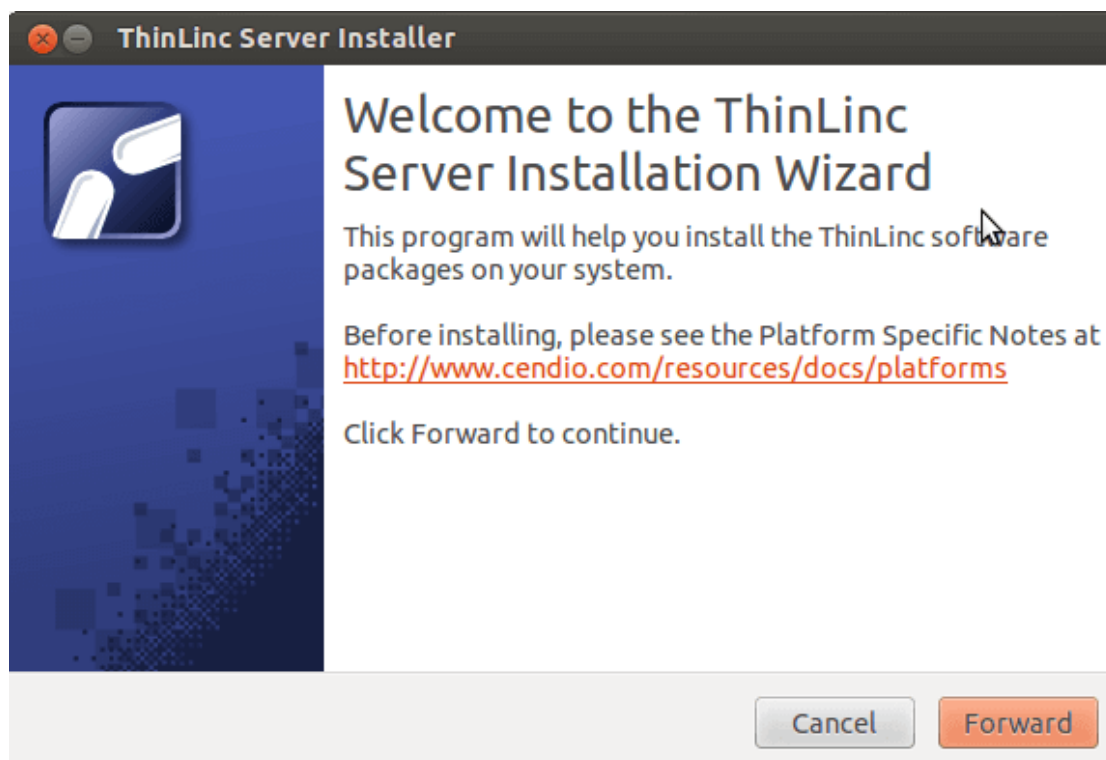 ThinLinc Server Installer
Welcome to the ThinLinc
Server Installation Wizard
This program will help you install the ThinLinc software
packages on your system.
Before installing, please see the Platform Specific Notes at
http://www.cendio.com/resources/docs/platforms
Click Forward to continue.
Cancel Forward